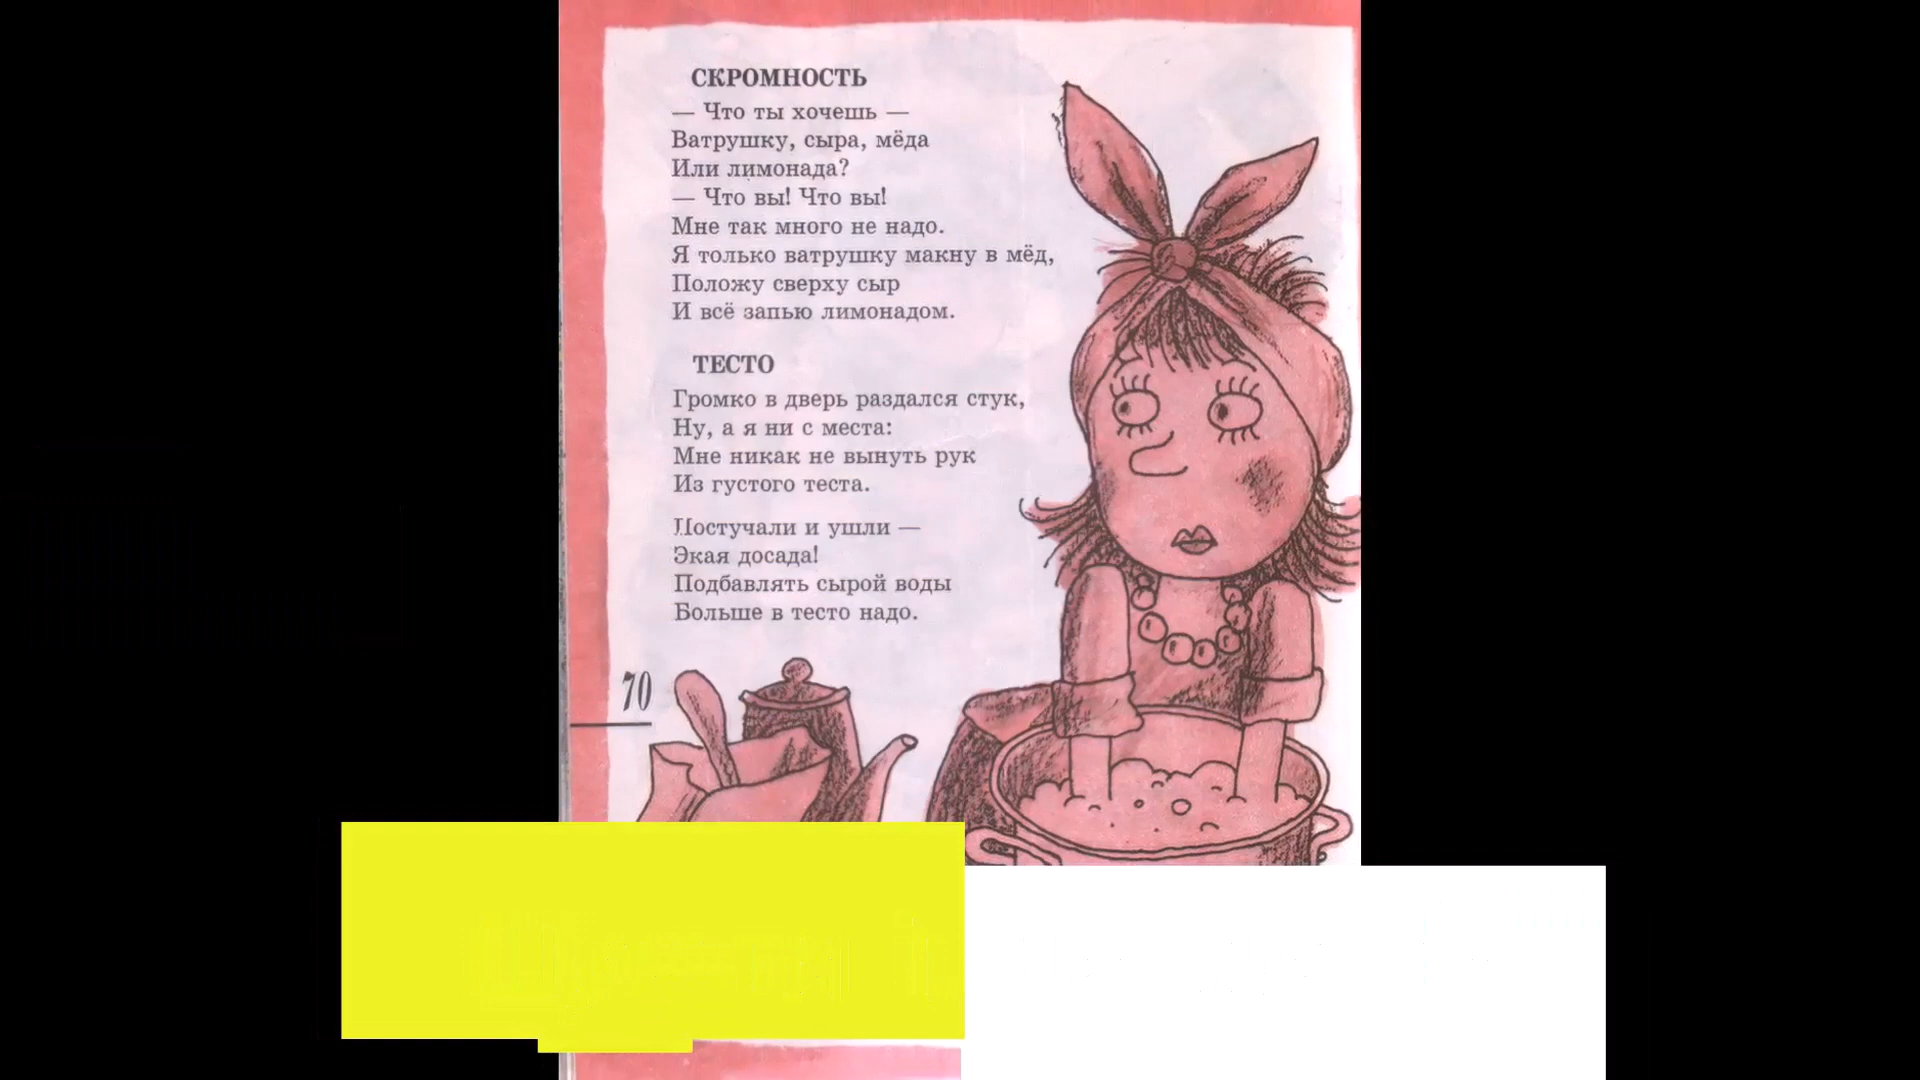 СКРОМНОСТЬ
— Что ты хочешь —
Ватрушку, сыра, мёда
Или лимонада?
— Что вы! Что вы!
Мне так много не надо.
Я только ватрушку макну в мёд,
Положу сверху сыр
И всё запью лимонадом.
ТЕСТО
Громко в дверь раздался стук,
Ну, а я ни с места:
Мне никак не вынуть рук
Из густого теста.
Постучали и ушли —
Экая досада!
Подбавлять сырой воды
Больше в тесто надо.
70